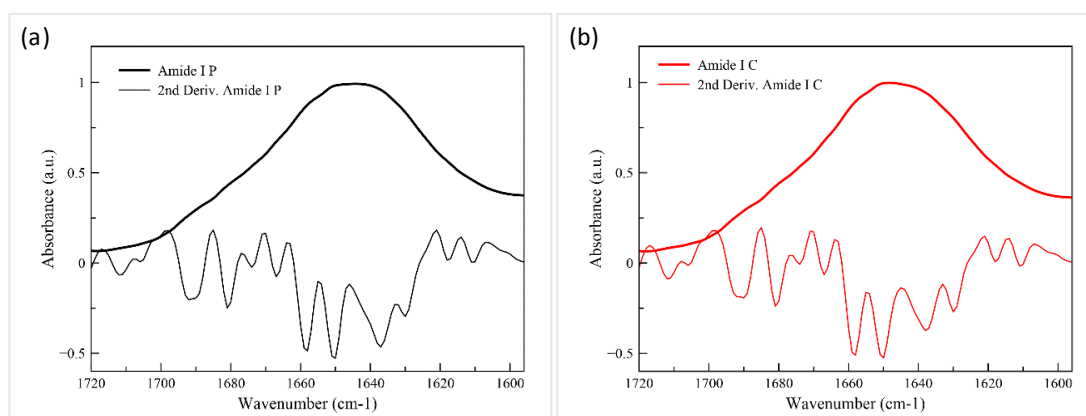 (a)
Amide I P
2nd Deriv. Amide I P
1
0.5
0
−0.5
Absorbance (a.u.)
1720 1700 1680 1660 1640 1620 1600
Wavenumber (cm-1)
(b)
Amide I C
2nd Deriv. Amide I C
1
0.5
0
−0.5
Absorbance (a.u.)
1720 1700 1680 1660 1640 1620 1600
Wavenumber (cm-1)